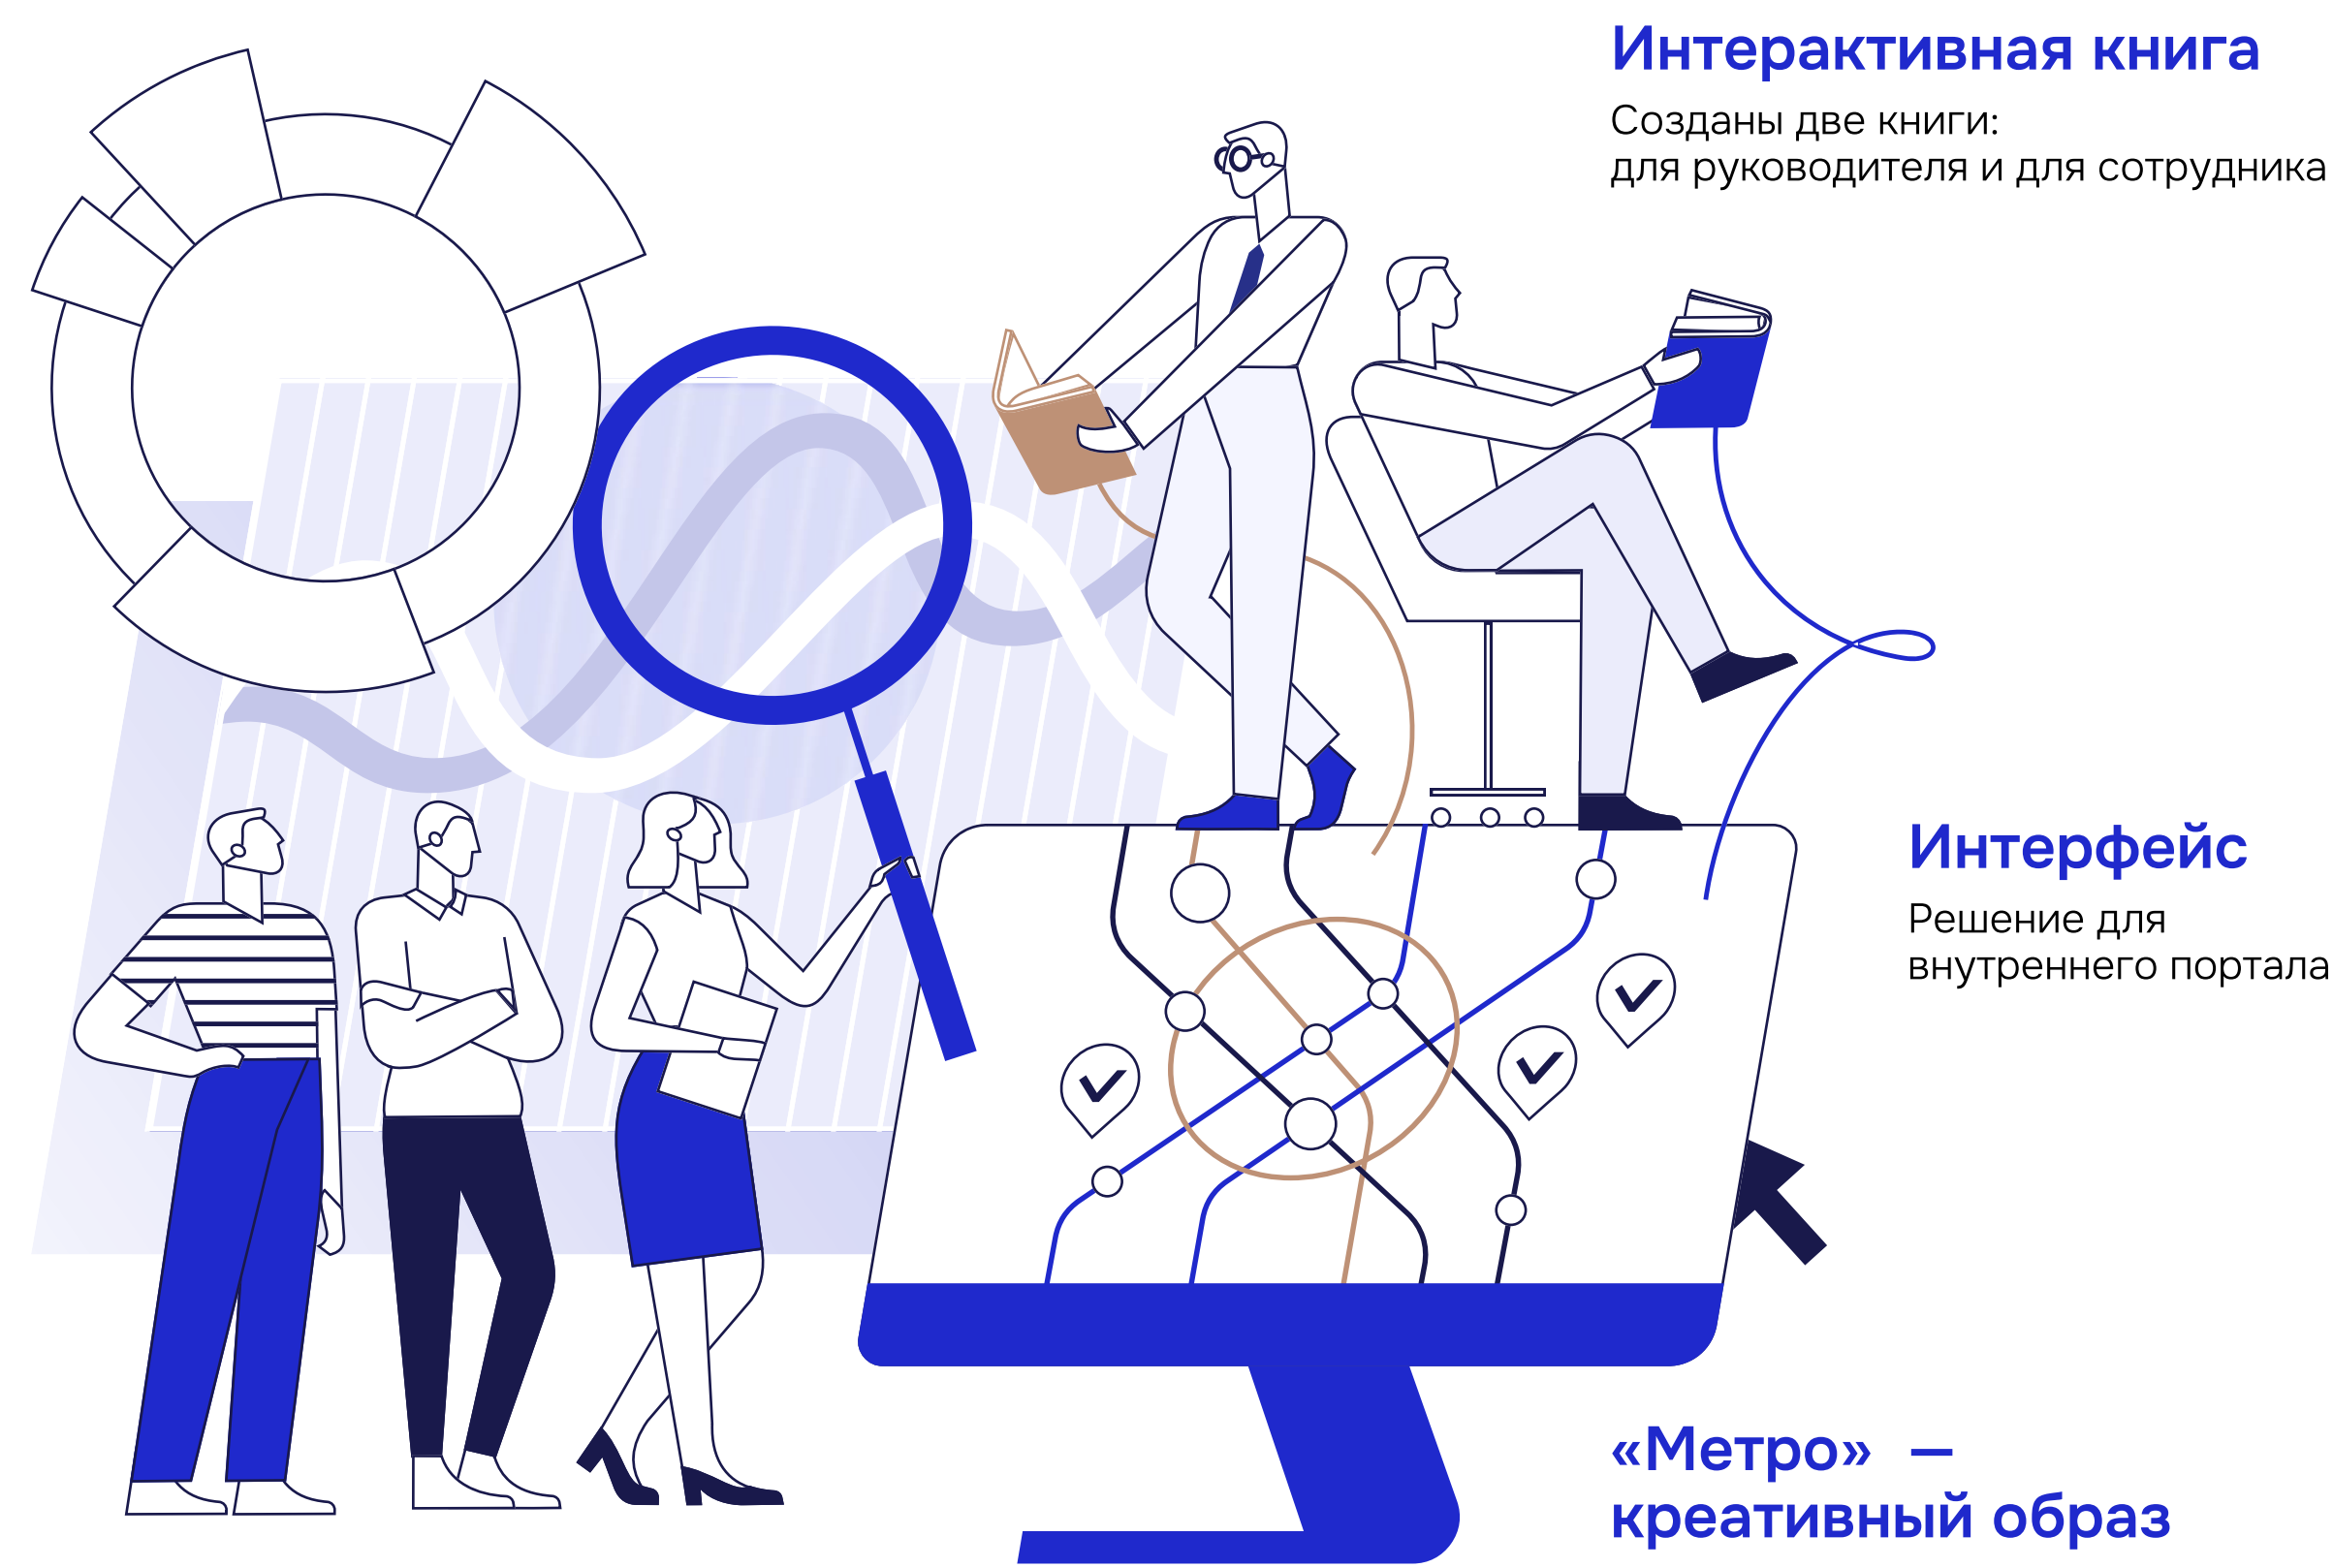 Интерактивная книга
Созданы две книги:
для руководителя и для сотрудника
Интерфейс
Решение для
внутреннего портала
«Метро» —
креативный образ